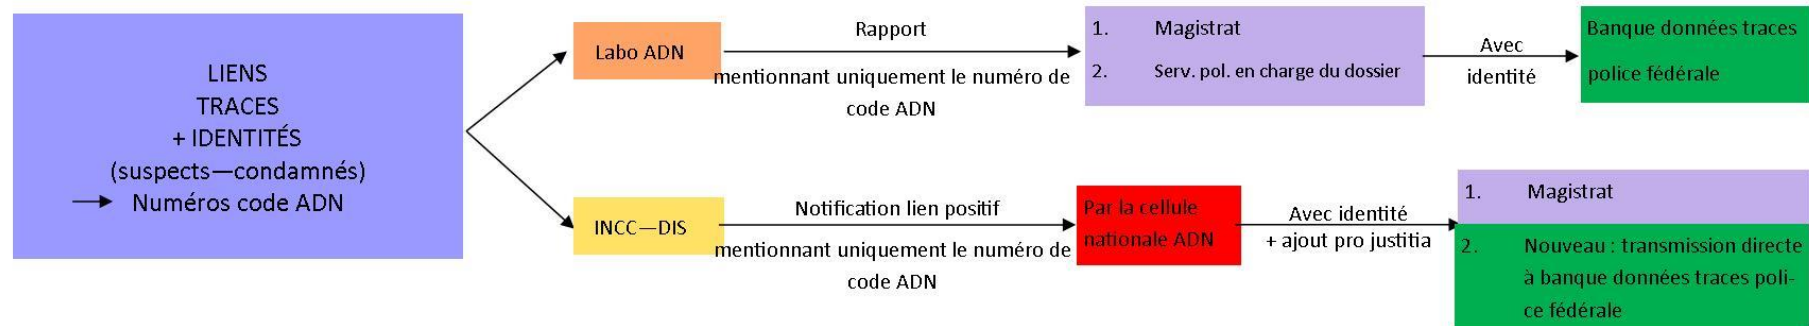 LIENS
TRACES
+ IDENTITÉS
(suspects—condamnés)
Numéros code ADN
Labo ADN
Rapport
mentionnant uniquement le numéro de
code ADN
1. Magistrat
2. Serv. pol. en charge du dossier
Avec
identité
Banque données traces
police fédérale
INCC—DIS
Notification lien positif
mentionnant uniquement le numéro de
code ADN
Par la cellule
nationale ADN
Avec identité
+ ajout pro justitia
1. Magistrat
2. Nouveau : transmission directe
à banque données traces poli-
ce fédérale